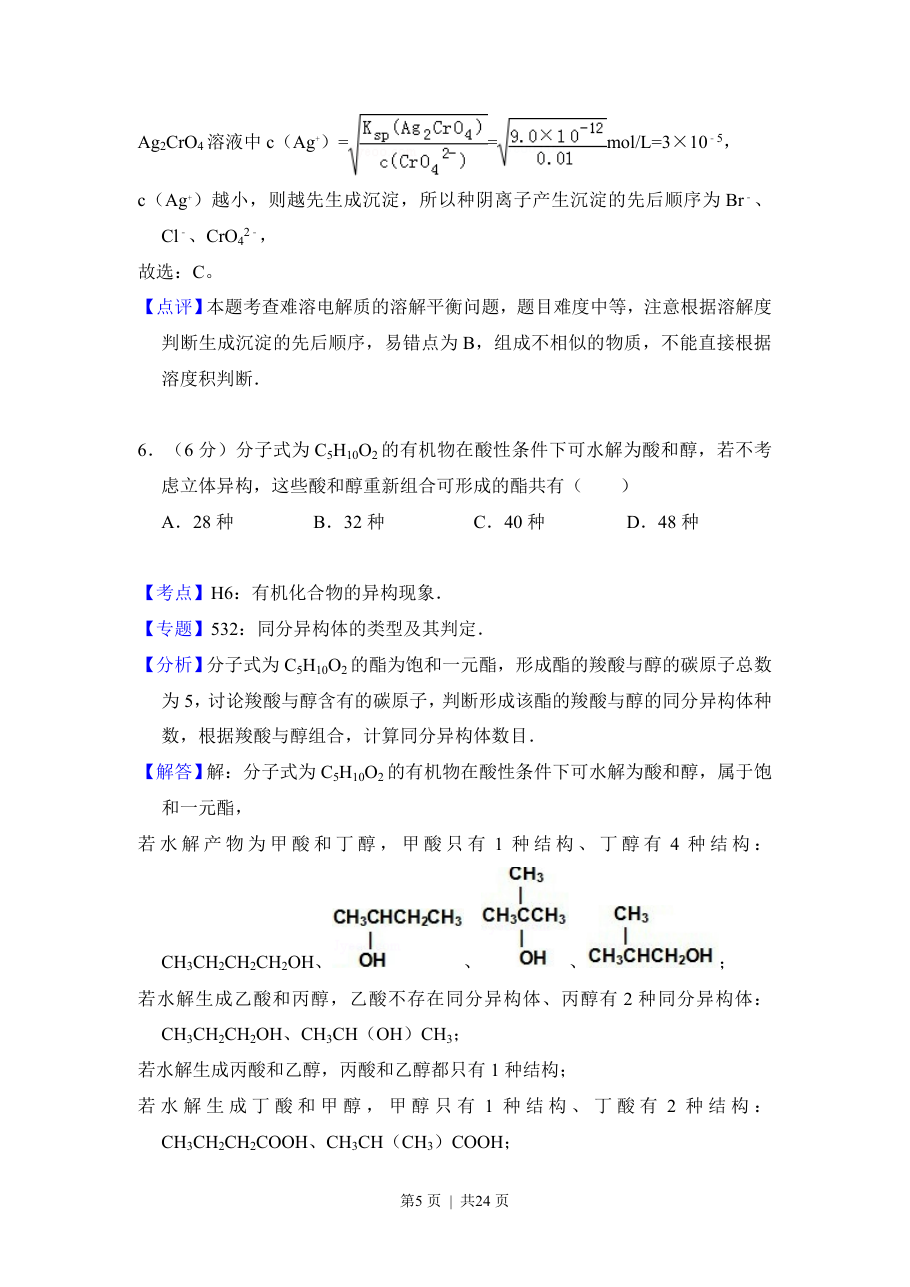 Ag₂CrO₄溶液中 c（Ag⁺）=√(Ksp(Ag₂CrO₄)/c(CrO₄²⁻))=√(9.0×10⁻¹²/0.01)mol/L=3×10⁻⁵，
c（Ag⁺）越小，则越先生成沉淀，所以种阴离子产生沉淀的先后顺序为 Br⁻、
Cl⁻、CrO₄²⁻，
故选：C。
【点评】本题考查难溶电解质的溶解平衡问题，题目难度中等，注意根据溶解度
判断生成沉淀的先后顺序，易错点为 B，组成不相似的物质，不能直接根据
溶度积判断．
6．（6 分）分子式为 C₅H₁₀O₂的有机物在酸性条件下可水解为酸和醇，若不考
虑立体异构，这些酸和醇重新组合可形成的酯共有（　　）
A．28 种 B．32 种 C．40 种 D．48 种
【考点】H6：有机化合物的异构现象．
【专题】532：同分异构体的类型及其判定．
【分析】分子式为 C₅H₁₀O₂的酯为饱和一元酯，形成酯的羧酸与醇的碳原子总数
为 5，讨论羧酸与醇含有的碳原子，判断形成该酯的羧酸与醇的同分异构体种
数，根据羧酸与醇组合，计算同分异构体数目．
【解答】解：分子式为 C₅H₁₀O₂的有机物在酸性条件下可水解为酸和醇，属于饱
和一元酯，
若水解产物为甲酸和丁醇，甲酸只有 1 种结构、丁醇有 4 种结构：
CH₃
CH₃CHCH₂CH₃ CH₃CCH₃ CH₃
CH₃CH₂CH₂CH₂OH、 OH 、 OH 、CH₃CHCH₂OH；
若水解生成乙酸和丙醇，乙酸不存在同分异构体、丙醇有 2 种同分异构体：
CH₃CH₂CH₂OH、CH₃CH（OH）CH₃；
若水解生成丙酸和乙醇，丙酸和乙醇都只有 1 种结构；
若水解生成丁酸和甲醇，甲醇只有 1 种结构、丁酸有 2 种结构：
CH₃CH₂CH₂COOH、CH₃CH（CH₃）COOH；
第5 页 | 共24 页